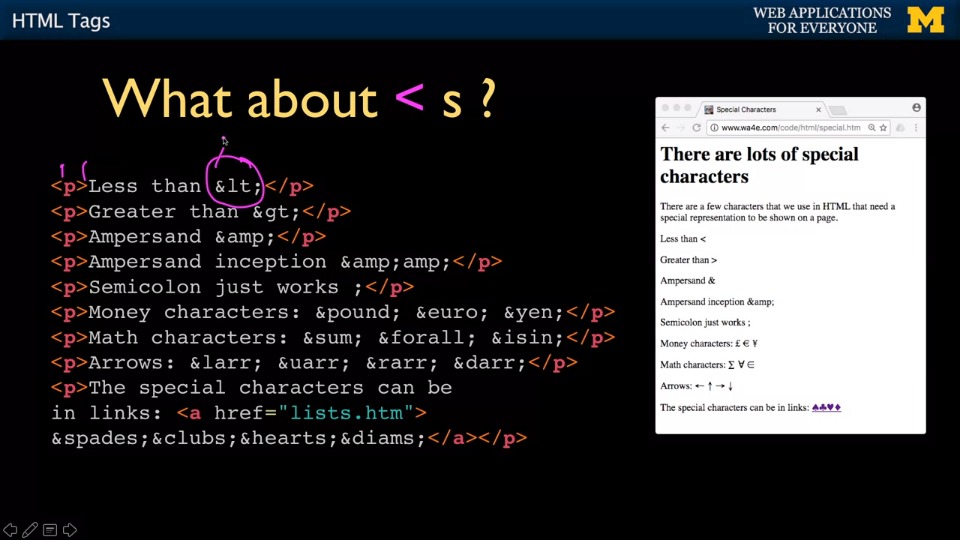 HTML Tags
WEB APPLICATIONS
FOR EVERYONE
M
What about < s ?
<p>Less than &lt;</p>
<p>Greater than &gt;</p>
<p>Ampersand &amp;</p>
<p>Ampersand inception &amp;amp;</p>
<p>Semicolon just works ;</p>
<p>Money characters: &pound; &euro; &yen;</p>
<p>Math characters: &sum; &forall; &isin;</p>
<p>Arrows: &larr; &uarr; &rarr; &darr;</p>
<p>The special characters can be
in links: <a href="lists.htm">
&spades;&clubs;&hearts;&diams;</a></p>
Special Characters
www.wa4e.com/code/html/special.htm
There are lots of special
characters
There are a few characters that we use in HTML that need a
special representation to be shown on a page.
Less than <
Greater than >
Ampersand &
Ampersand inception &amp;
Semicolon just works ;
Money characters: £ € ¥
Math characters: ∑ ∀ ∈
Arrows: ← ↑ → ↓
The special characters can be in links: ♠♣♥♦